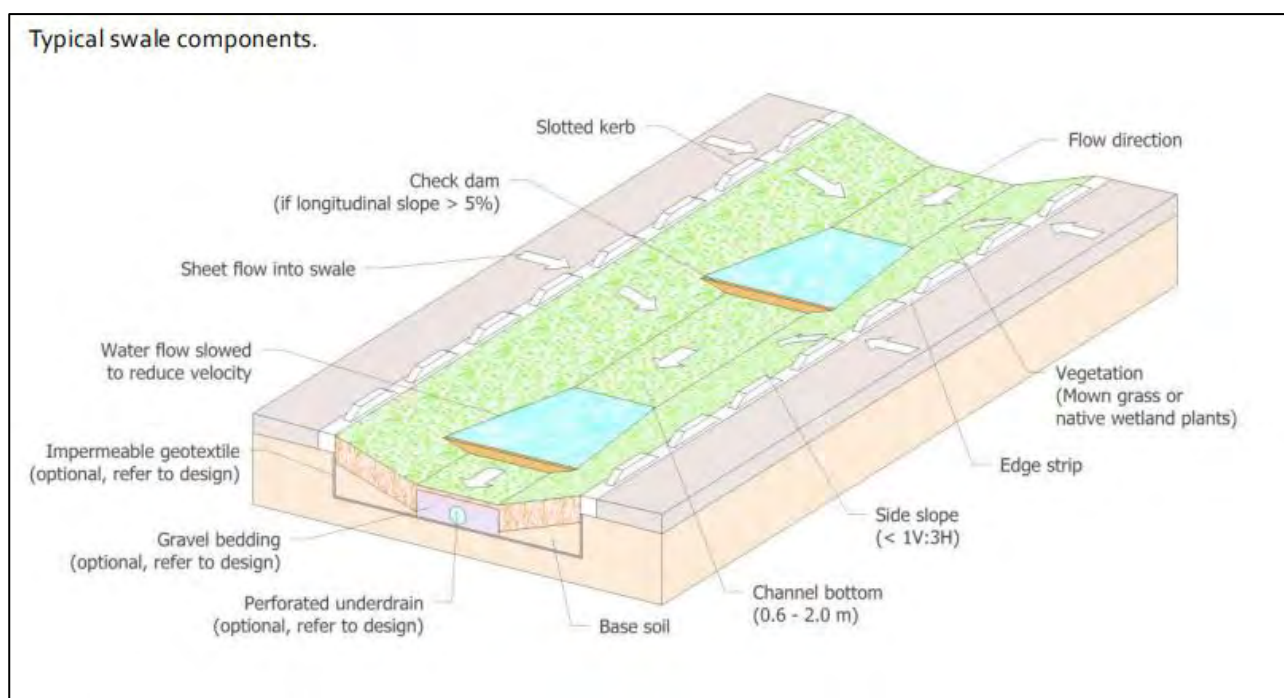 Typical swale components.
Slotted kerb
Flow direction
Check dam
(if longitudinal slope > 5%)
Sheet flow into swale
Water flow slowed
to reduce velocity
Vegetation
(Mown grass or
native wetland plants)
Impermeable geotextile
(optional, refer to design)
Edge strip
Side slope
(< 1V:3H)
Gravel bedding
(optional, refer to design)
Channel bottom
(0.6 - 2.0 m)
Perforated underdrain
(optional, refer to design)
Base soil